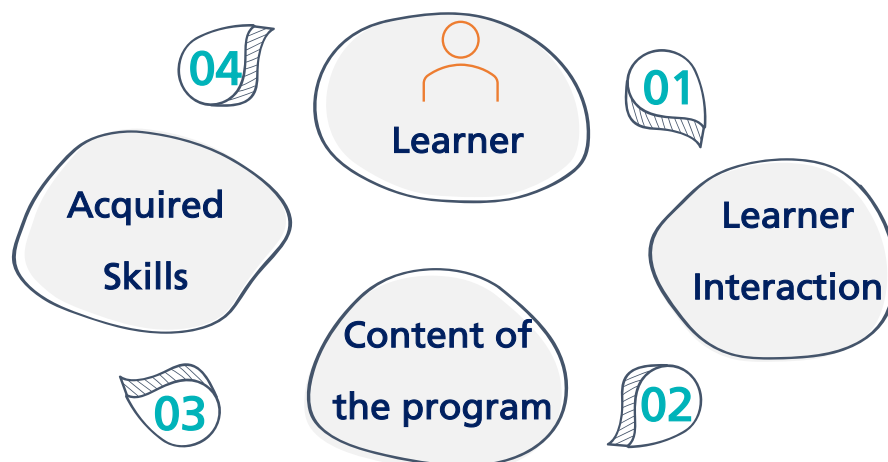 04
Learner
01
Acquired
Skills
Learner
Interaction
Content of
the program
03
02